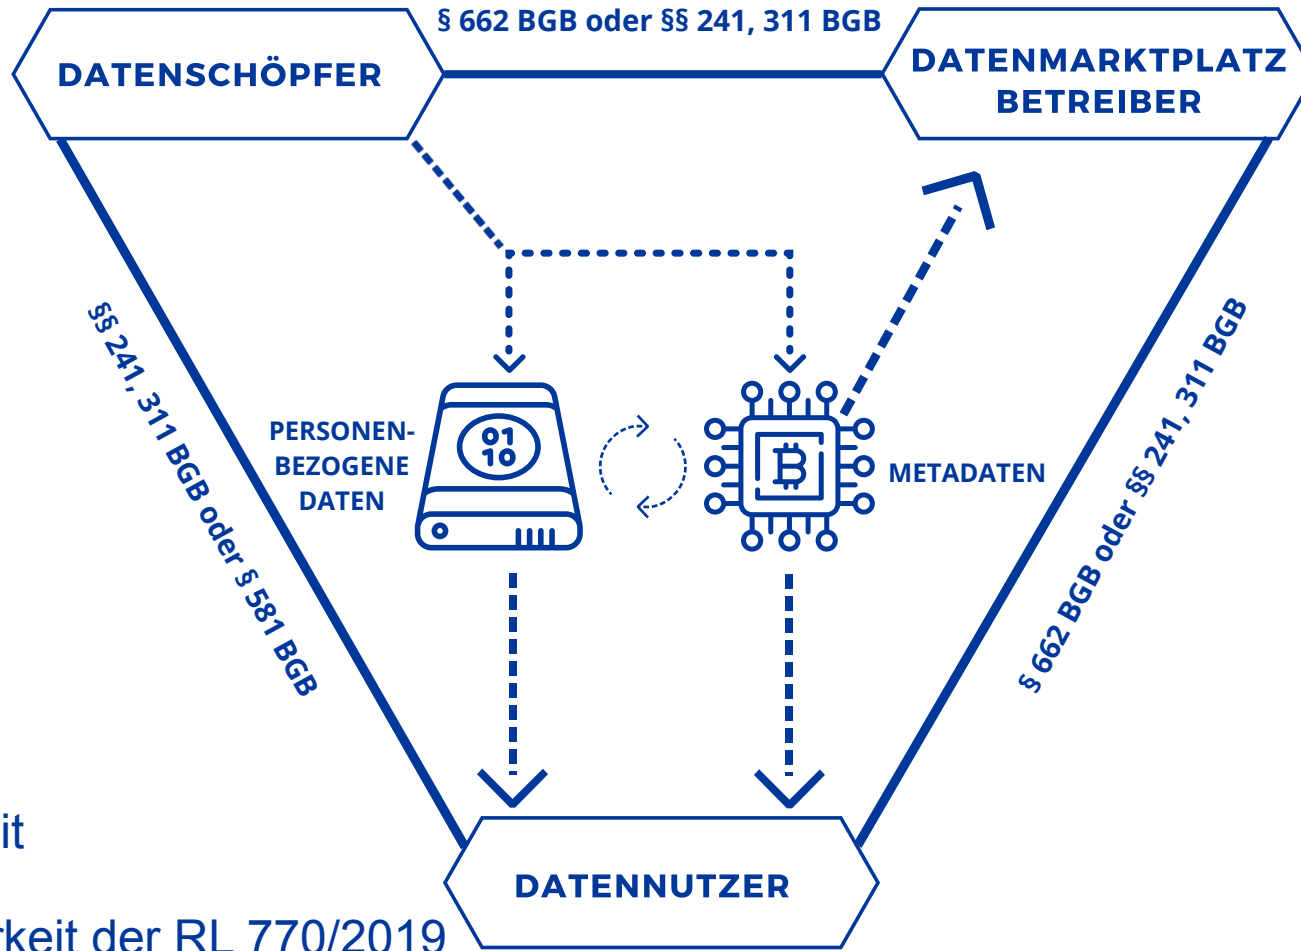 § 662 BGB oder §§ 241, 311 BGB
DATENSCHÖPFER
DATENMARKTPLATZ
BETREIBER
§§ 241, 311 BGB oder § 581 BGB
§ 662 BGB oder §§ 241, 311 BGB
PERSONEN-
BEZOGENE
DATEN
01
10
METADATEN
it
DATENNUTZER
rkeit der RL 770/2019